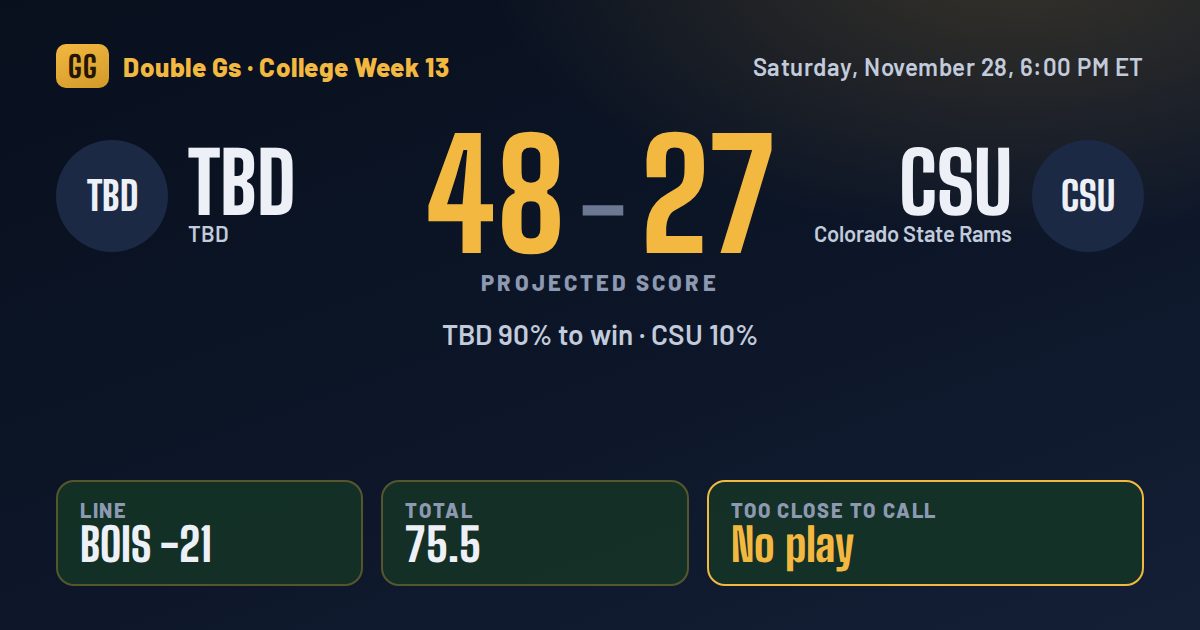 GG Double Gs · College Week 13
Saturday, November 28, 6:00 PM ET
TBD
TBD
TBD
48 – 27
PROJECTED SCORE
TBD 90% to win · CSU 10%
CSU
Colorado State Rams
CSU
LINE
BOIS -21
TOTAL
75.5
TOO CLOSE TO CALL
No play